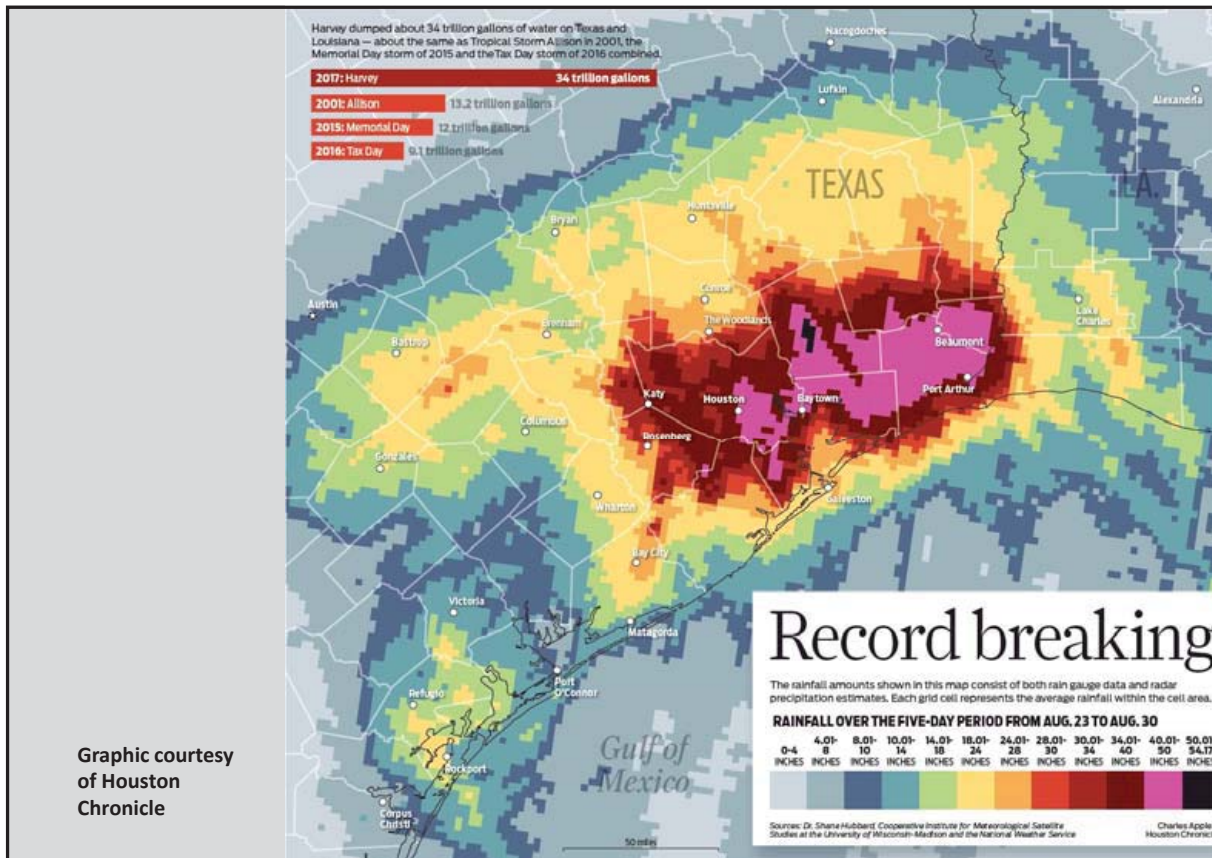 Harvey dumped about 34 trillion gallons of water on Texas and
Louisiana — about the same as Tropical Storm Allison in 2001, the
Memorial Day storm of 2015 and the Tax Day storm of 2016 combined.
2017: Harvey 34 trillion gallons
2001: Allison 13.2 trillion gallons
2015: Memorial Day 12 trillion gallons
2016: Tax Day 9.1 trillion gallons
Nacogdoches
Lufkin
Alexandria
TEXAS
LA.
Huntsville
Bryan
Austin
Conroe
Lake
Charles
The Woodlands
Brenham
Bastrop
Beaumont
Port Arthur
Katy
Houston
Baytown
Columbus
Rosenberg
Gonzales
Galveston
Wharton
Bay City
Victoria
Matagorda
Port
O'Connor
Refugio
Rockport
Corpus
Christi
Gulf of
Mexico
50 miles
Record breaking
The rainfall amounts shown in this map consist of both rain gauge data and radar
precipitation estimates. Each grid cell represents the average rainfall within the cell area.
RAINFALL OVER THE FIVE-DAY PERIOD FROM AUG. 23 TO AUG. 30
0-4 4.01- 8.01- 10.01- 14.01- 18.01- 24.01- 28.01- 30.01- 34.01- 40.01- 50.01
8 10 14 18 24 28 30 34 40 50 54.17
INCHES INCHES INCHES INCHES INCHES INCHES INCHES INCHES INCHES INCHES INCHES INCHES
Sources: Dr. Shane Hubbard, Cooperative Institute for Meteorological Satellite
Studies at the University of Wisconsin-Madison and the National Weather Service
Charles Apple
Houston Chronicl
Graphic courtesy
of Houston
Chronicle